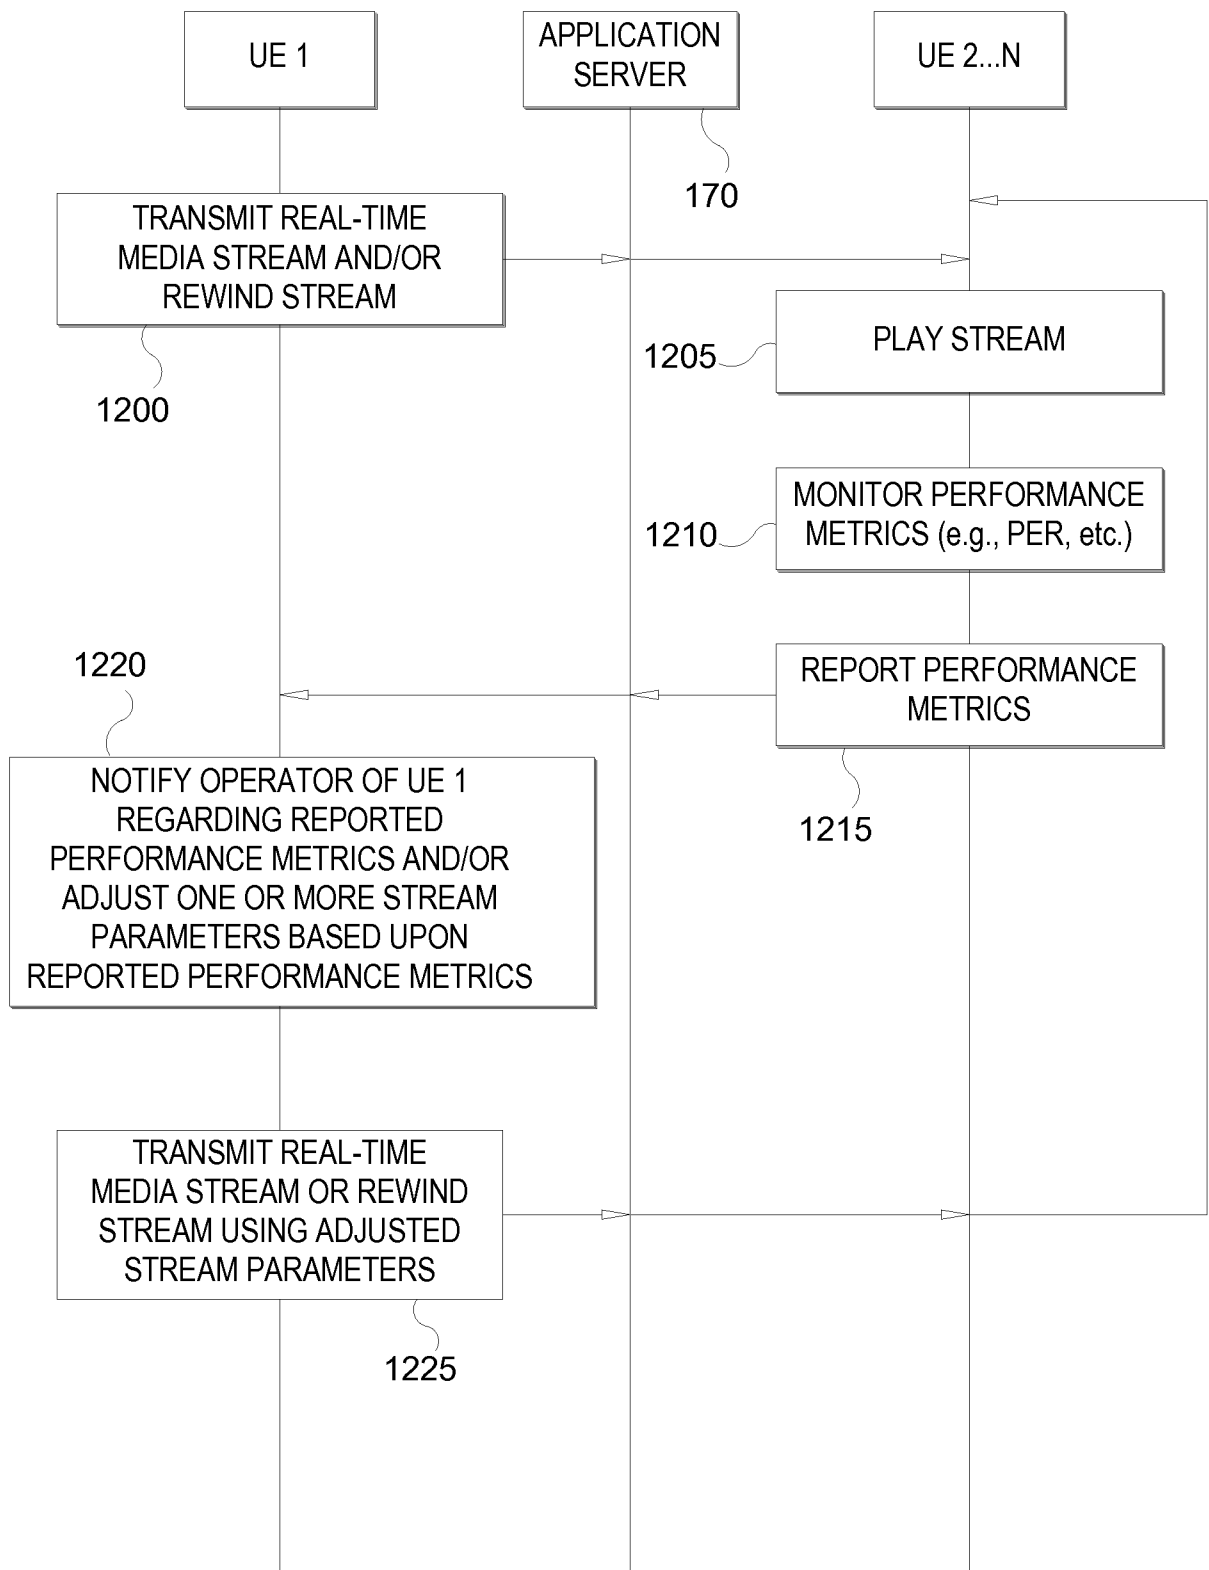 UE 1
APPLICATION
SERVER
UE 2...N
170
TRANSMIT REAL-TIME
MEDIA STREAM AND/OR
REWIND STREAM
1200
PLAY STREAM
1205
MONITOR PERFORMANCE
METRICS (e.g., PER, etc.)
1210
REPORT PERFORMANCE
METRICS
1215
1220
NOTIFY OPERATOR OF UE 1
REGARDING REPORTED
PERFORMANCE METRICS AND/OR
ADJUST ONE OR MORE STREAM
PARAMETERS BASED UPON
REPORTED PERFORMANCE METRICS
TRANSMIT REAL-TIME
MEDIA STREAM OR REWIND
STREAM USING ADJUSTED
STREAM PARAMETERS
1225